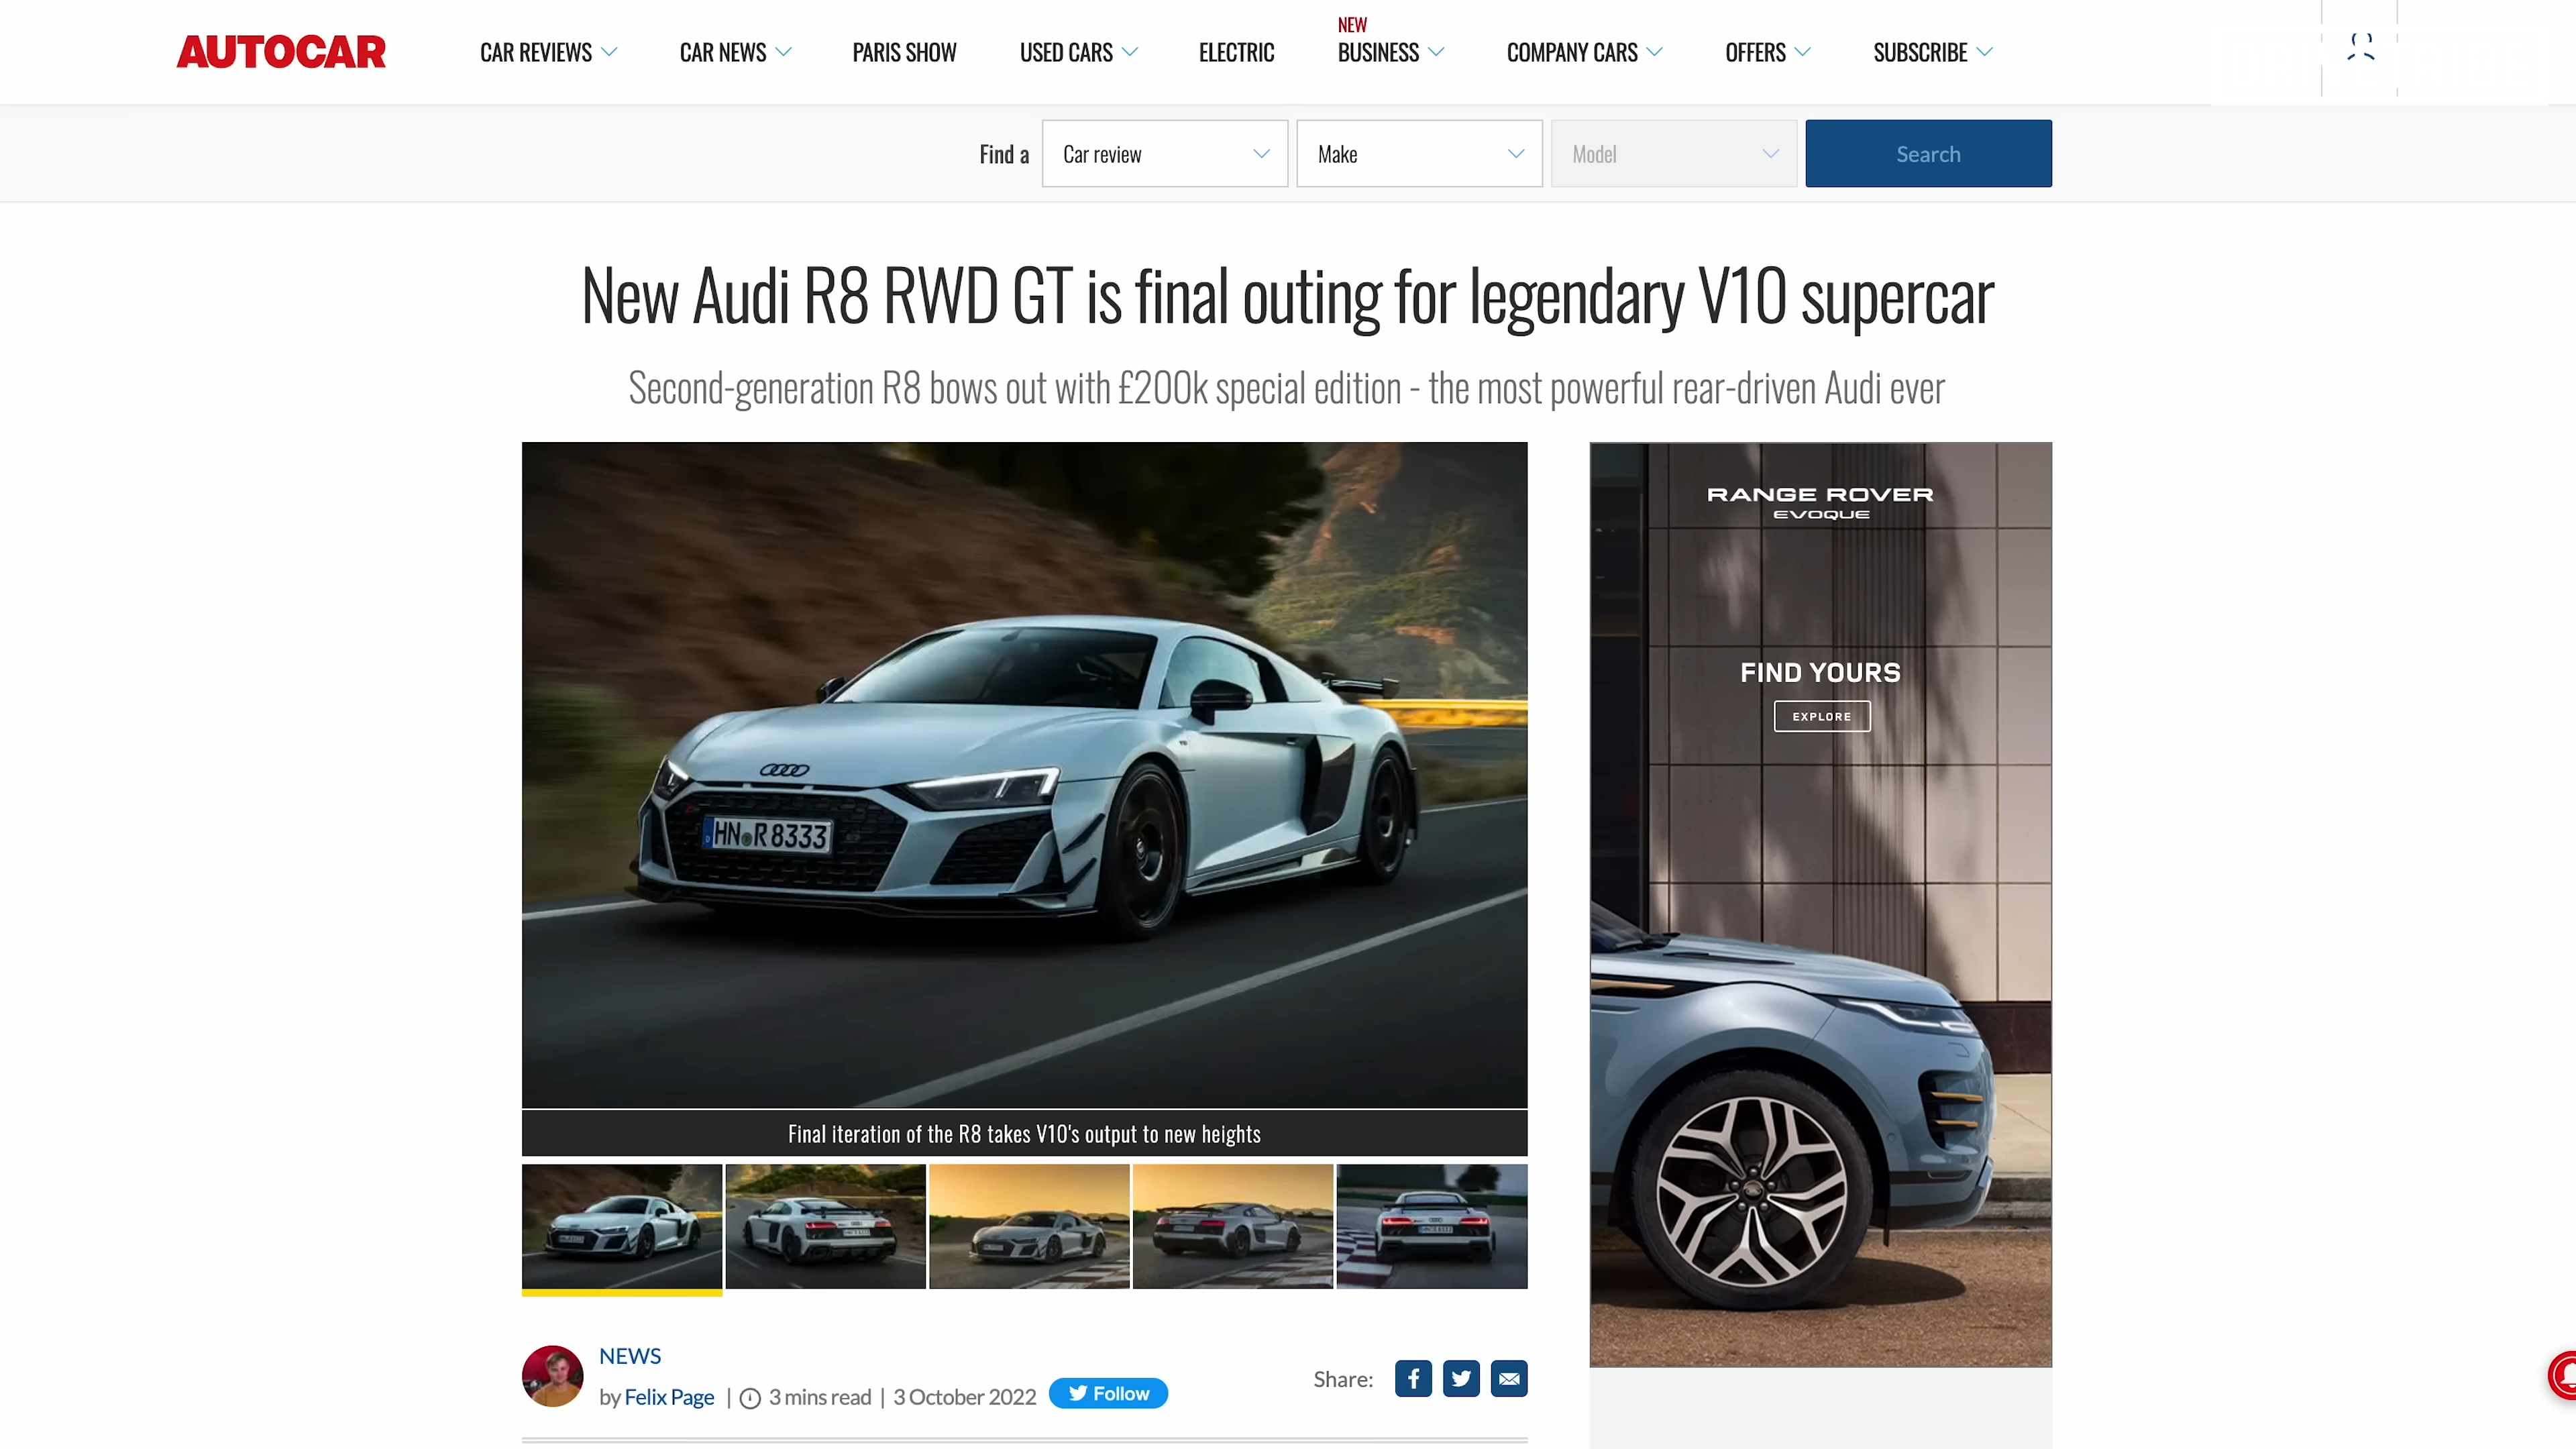 AUTOCAR
CAR REVIEWS
CAR NEWS
PARIS SHOW
USED CARS
ELECTRIC
NEW
BUSINESS
COMPANY CARS
OFFERS
SUBSCRIBE
Find a
Car review
Make
Model
Search
New Audi R8 RWD GT is final outing for legendary V10 supercar
Second-generation R8 bows out with £200k special edition - the most powerful rear-driven Audi ever
HN R 8333
RANGE ROVER
EVOQUE
FIND YOURS
EXPLORE
Final iteration of the R8 takes V10's output to new heights
NEWS
by Felix Page | 3 mins read | 3 October 2022
Follow
Share: